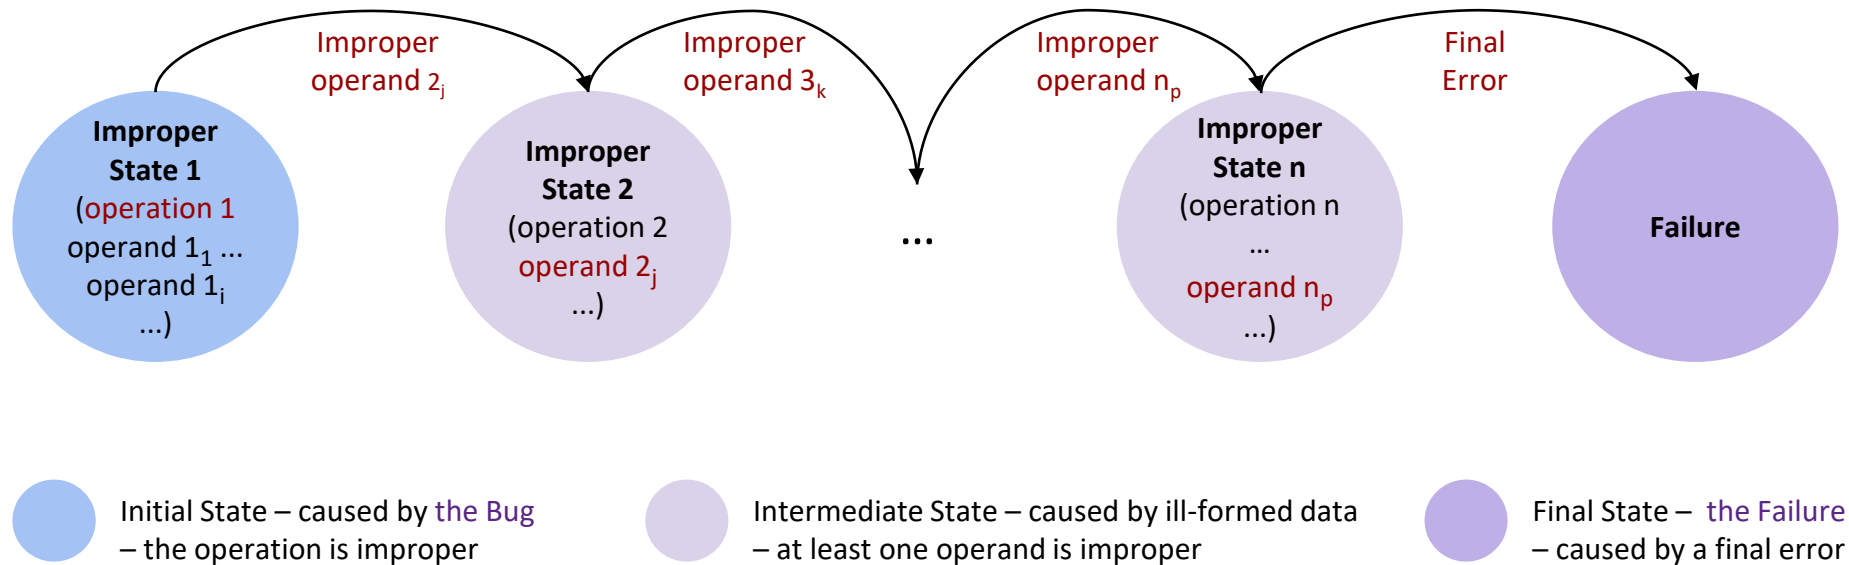 Improper
operand 2j
Improper
operand 3k
Improper
operand np
Final
Error
Improper
State 1
(operation 1
operand 11 ...
operand 1i
...)
Improper
State 2
(operation 2
operand 2j
...)
...
Improper
State n
(operation n
...
operand np
...)
Failure
Initial State – caused by the Bug
– the operation is improper
Intermediate State – caused by ill-formed data
– at least one operand is improper
Final State – the Failure
– caused by a final error